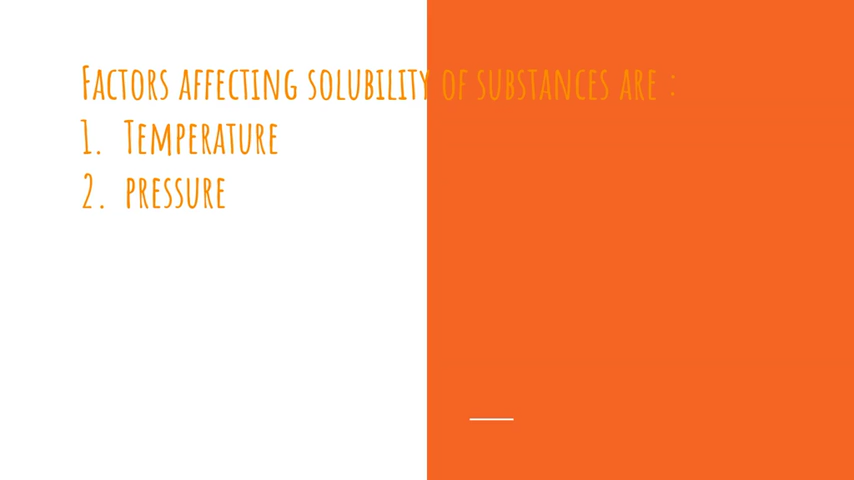 Factors affecting solubility of substances are :
1. Temperature
2. pressure